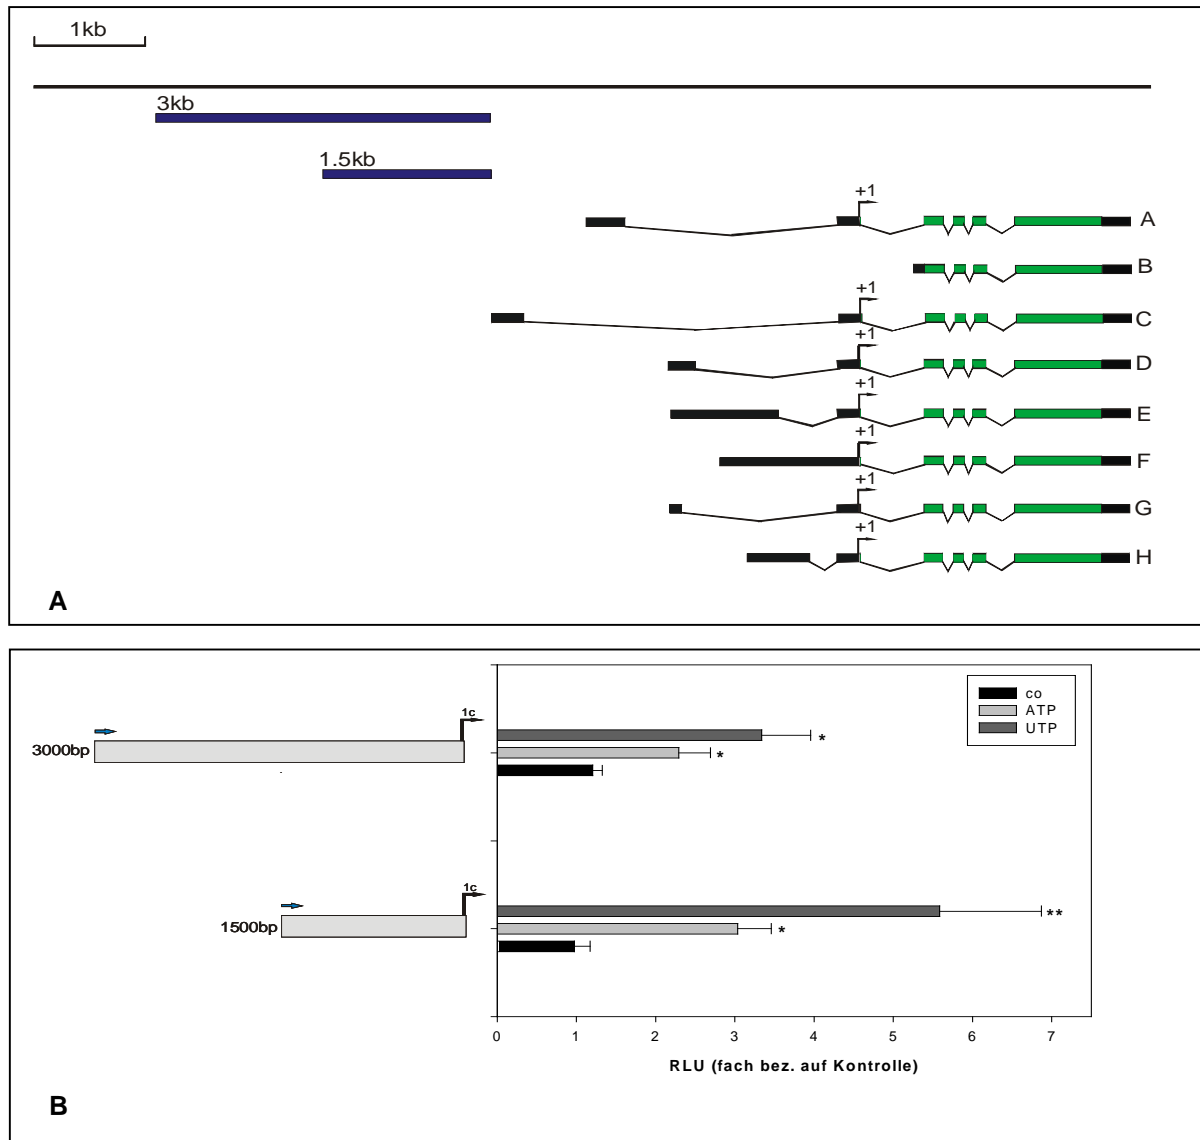 1kb
3kb
1.5kb
+1
A
B
+1
C
+1
D
+1
E
+1
F
+1
G
+1
H
A
co
ATP
UTP
1c
3000bp
*
*
1c
1500bp
**
*
0 1 2 3 4 5 6 7
RLU (fach bez. auf Kontrolle)
B